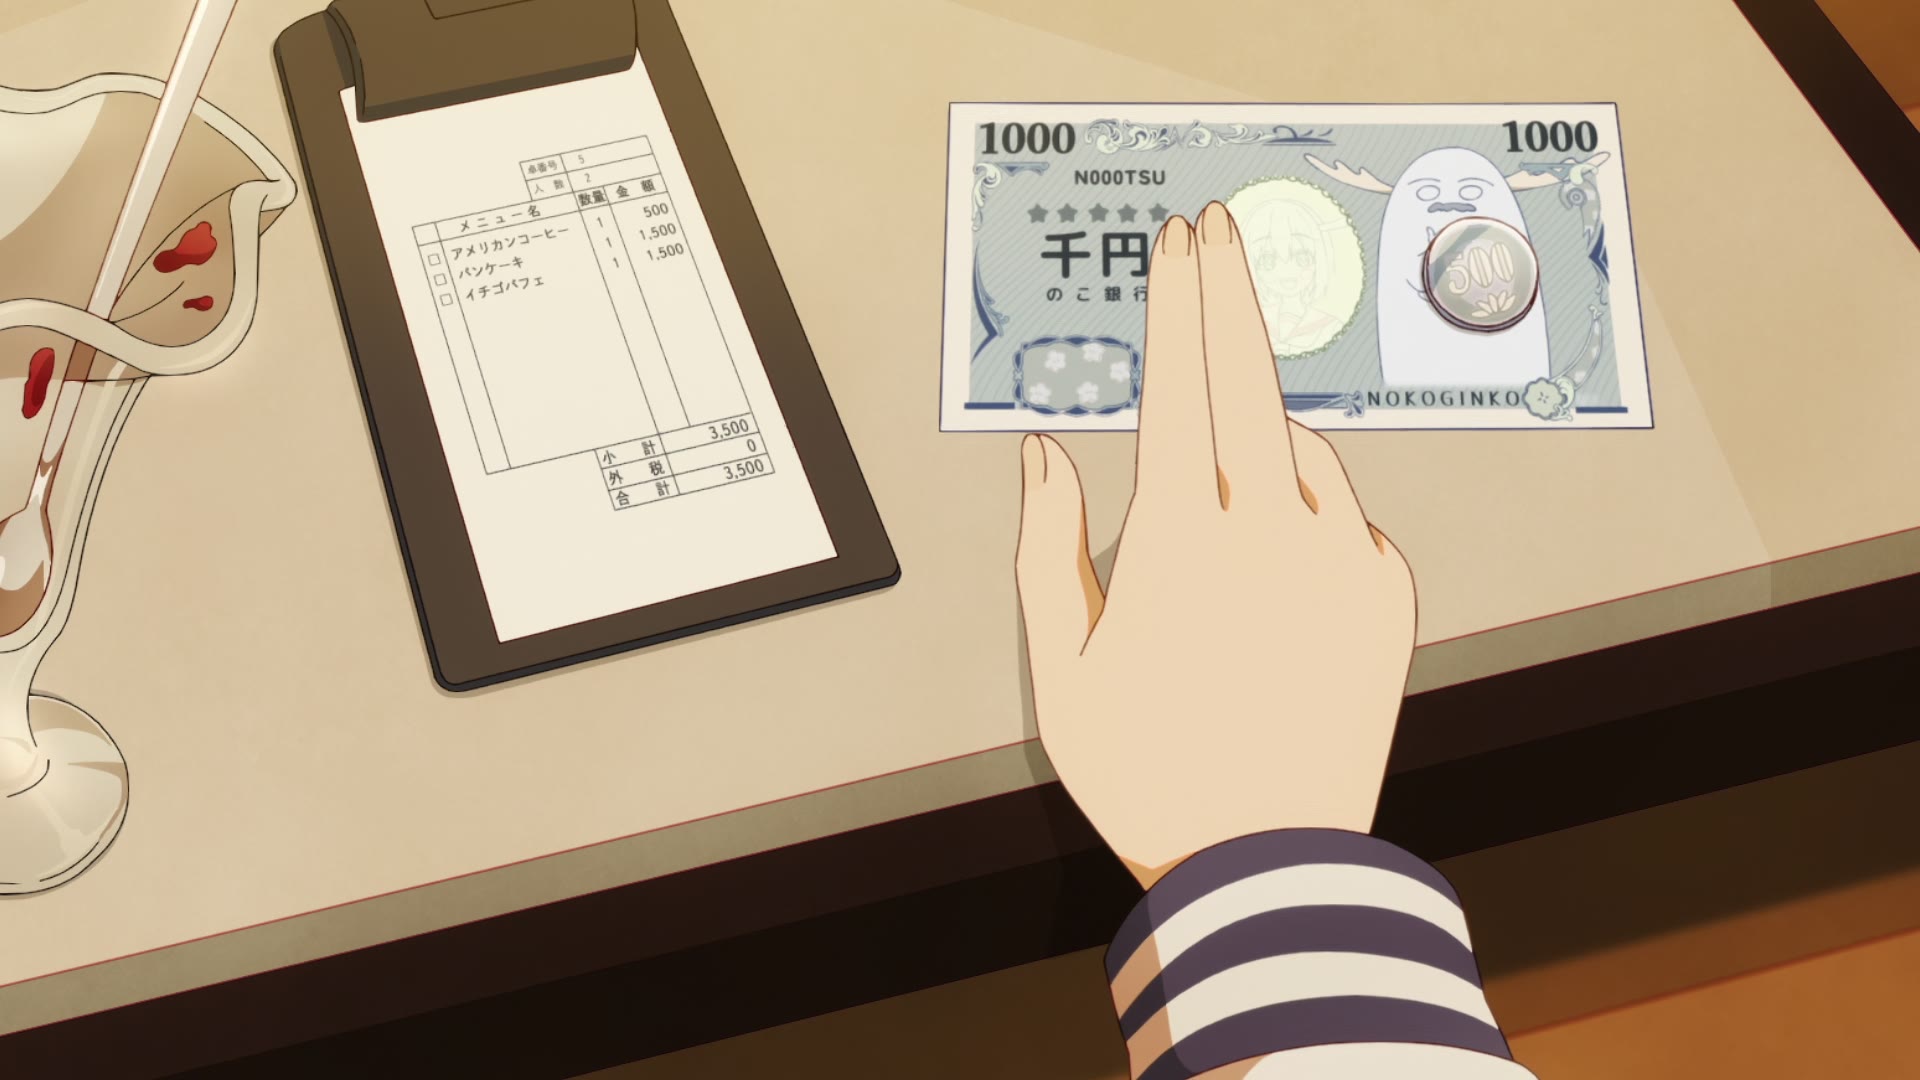 卓番号 5
人数 2
メニュー名 数量 金額
アメリカンコーヒー 1 500
パンケーキ 1 1,500
イチゴパフェ 1 1,500
小計 3,500
外税 0
合計 3,500
1000 1000
N000TSU
★★★★★
千円
のこ銀行
500
NOKOGINKO